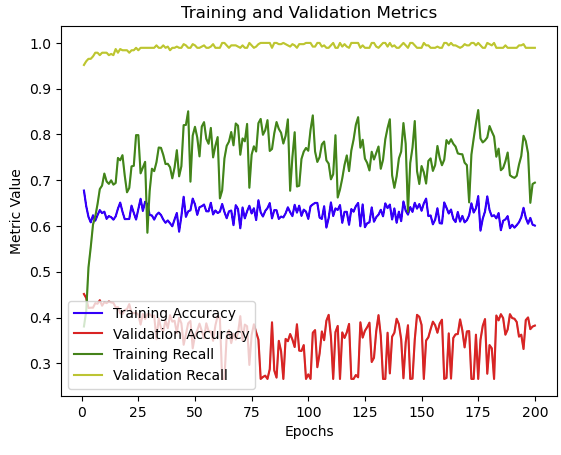 Training and Validation Metrics
1.0
0.9
0.8
0.7
0.6
0.5
0.4
0.3
Metric Value
Training Accuracy
Validation Accuracy
Training Recall
Validation Recall
0
25
50
75
100
125
150
175
200
Epochs